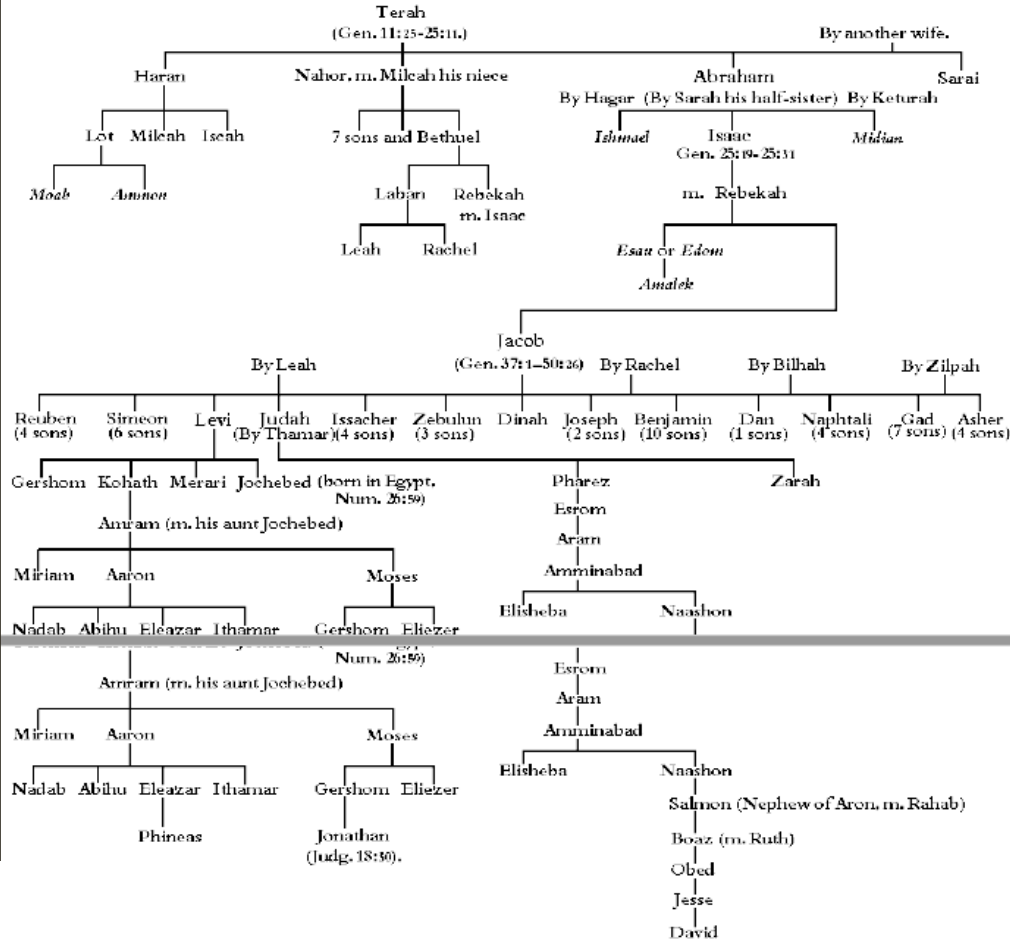 Terah
(Gen. 11:25-25:11.) By another wife.
Haran Nahor. m. Milcah his niece Abraham Sarai
By Hagar (By Sarah his half-sister) By Keturah
Lot Milcah Iscah 7 sons and Bethuel Ishmael Isaac Midian
Gen. 25:19-25:31
Moab Ammon Laban Rebekah m. Rebekah
m. Isaac
Leah Rachel Esau or Edom
Amalek
Jacob
By Leah (Gen. 37:1-50:26) By Rachel By Bilhah By Zilpah
Reuben Simeon Levi Judah Issacher Zebulun Dinah Joseph Benjamin Dan Naphtali Gad Asher
(4 sons) (6 sons) (By Thamar) (4 sons) (3 sons) (2 sons) (10 sons) (1 sons) (4 sons) (7 sons) (4 sons)
Gershom Kohath Merari Jochebed (born in Egypt, Pharez Zarah
Num. 26:59)
Esrom
Amram (m. his aunt Jochebed)
Aram
Miriam Aaron Moses Amminabad
Elisheba Naashon
Nadab Abihu Eleazar Ithamar Gershom Eliezer
Num. 26:59)
Esrom
Amram (m. his aunt Jochebed)
Aram
Miriam Aaron Moses Amminabad
Elisheba Naashon
Nadab Abihu Eleazar Ithamar Gershom Eliezer
Salmon (Nephew of Aron, m. Rahab)
Phineas Jonathan Boaz (m. Ruth)
(Judg. 18:30).
Obed
Jesse
David